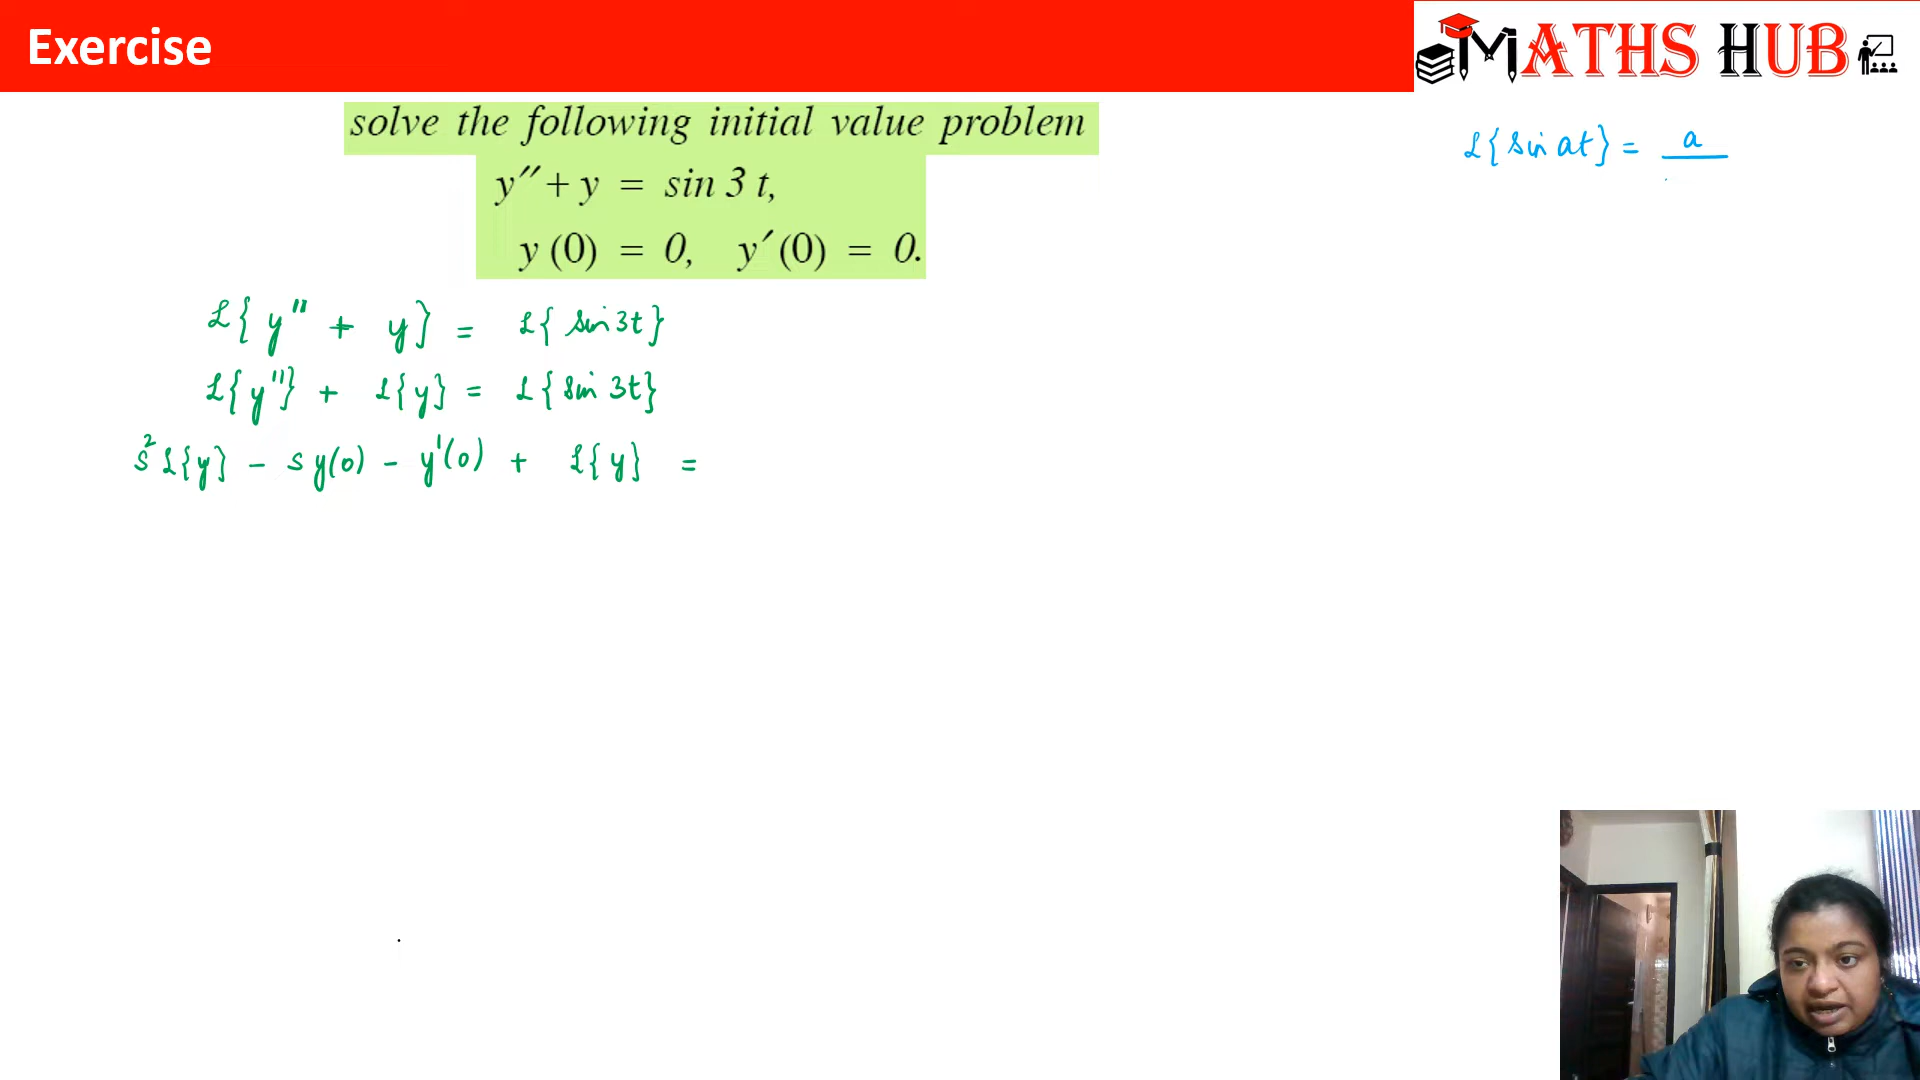 Exercise
MATHS HUB
solve the following initial value problem
y″ + y = sin 3 t,
y (0) = 0, y′ (0) = 0.
ℒ{sin at} = a
ℒ{ y" + y} = ℒ{ sin 3t}
ℒ{y"} + ℒ{y} = ℒ{sin 3t}
s²ℒ{y} - s y(0) - y'(0) + ℒ{y} =